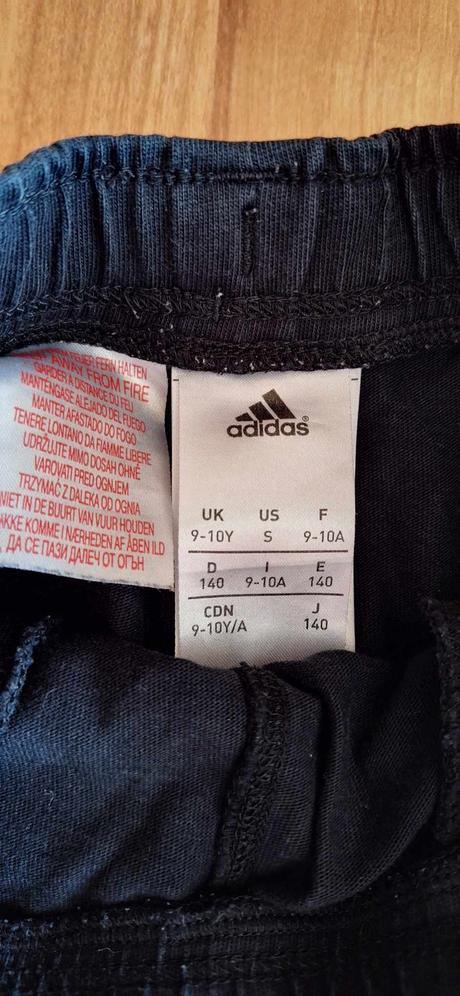 FEUER FERN HALTEN
AWAY FROM FIRE
GARDER A DISTANCE DU FEU
MANTÉNGASE ALEJADO DEL FUEGO
MANTER AFASTADO DO FOGO
TENERE LONTANO DA FIAMME LIBERE
UDRŽUJTE MIMO DOSAH OHNĚ
VAROVATI PRED OGNJEM
TRZYMAĆ Z DALEKA OD OGNIA
NIET IN DE BUURT VAN VUUR HOUDEN
KOMME I NÆRHEDEN AF ÅBEN ILD
ДА СЕ ПАЗИ ДАЛЕЧ ОТ ОГЪН
adidas®
UK US F
9-10Y S 9-10A
D I E
140 9-10A 140
CDN J
9-10Y/A 140